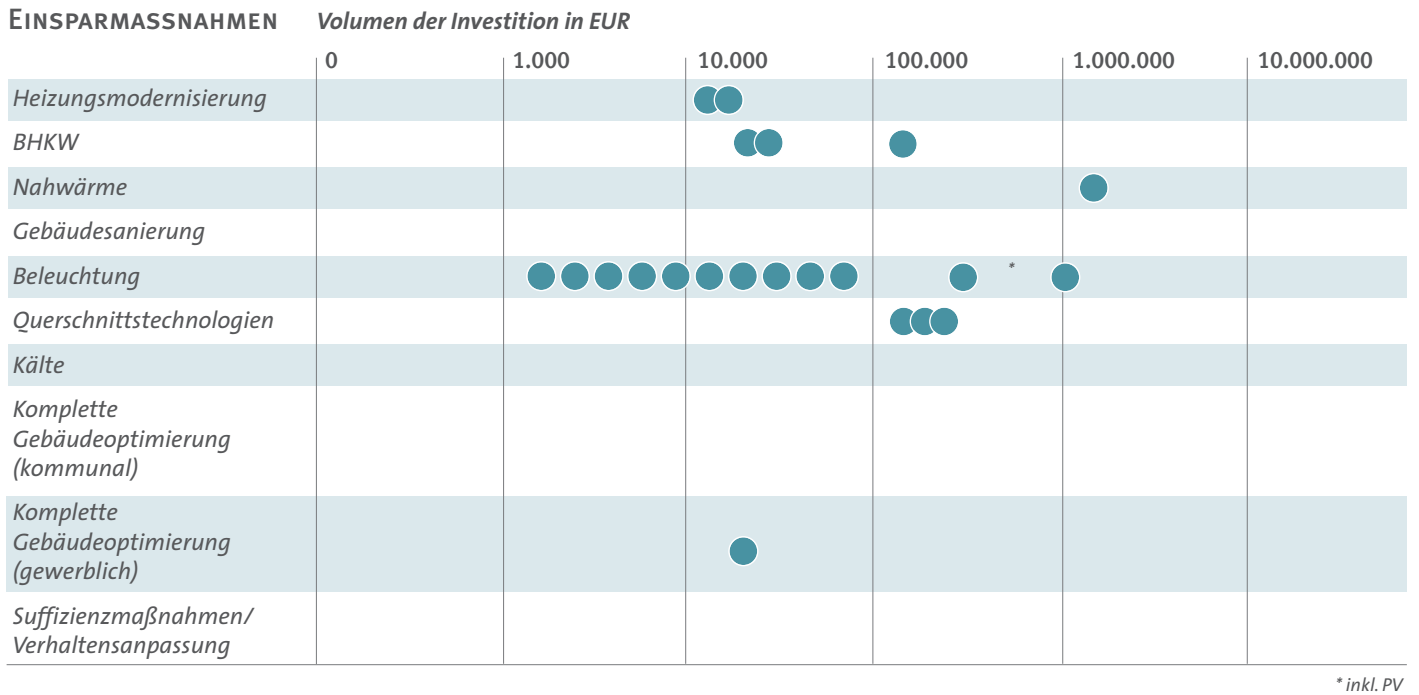 EINSPARMASSNAHMEN Volumen der Investition in EUR
0 1.000 10.000 100.000 1.000.000 10.000.000
Heizungsmodernisierung
BHKW
Nahwärme
Gebäudesanierung
Beleuchtung *
Querschnittstechnologien
Kälte
Komplette
Gebäudeoptimierung
(kommunal)
Komplette
Gebäudeoptimierung
(gewerblich)
Suffizienzmaßnahmen/
Verhaltensanpassung
* inkl. PV